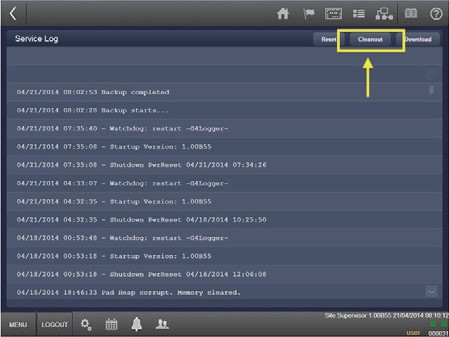 Service Log
Reset Cleanout Download
04/21/2014 08:02:53 Backup completed
04/21/2014 08:02:28 Backup starts...
04/21/2014 07:35:40 - Watchdog: restart -G4Logger-
04/21/2014 07:35:08 - Startup Version: 1.00B55
04/21/2014 07:35:08 - Shutdown PwrReset 04/21/2014 07:34:26
04/21/2014 04:33:07 - Watchdog: restart -G4Logger-
04/21/2014 04:32:35 - Startup Version: 1.00B55
04/21/2014 04:32:35 - Shutdown PwrReset 04/18/2014 10:25:50
04/18/2014 00:53:48 - Watchdog: restart -G4Logger-
04/18/2014 00:53:18 - Startup Version: 1.00B55
04/18/2014 00:53:18 - Shutdown PwrReset 04/16/2014 12:06:08
04/15/2014 18:46:33 Pad Heap corrupt. Memory cleared.
Site Supervisor 1.00B55 21/04/2014 08:10:12
MENU LOGOUT
user 000031